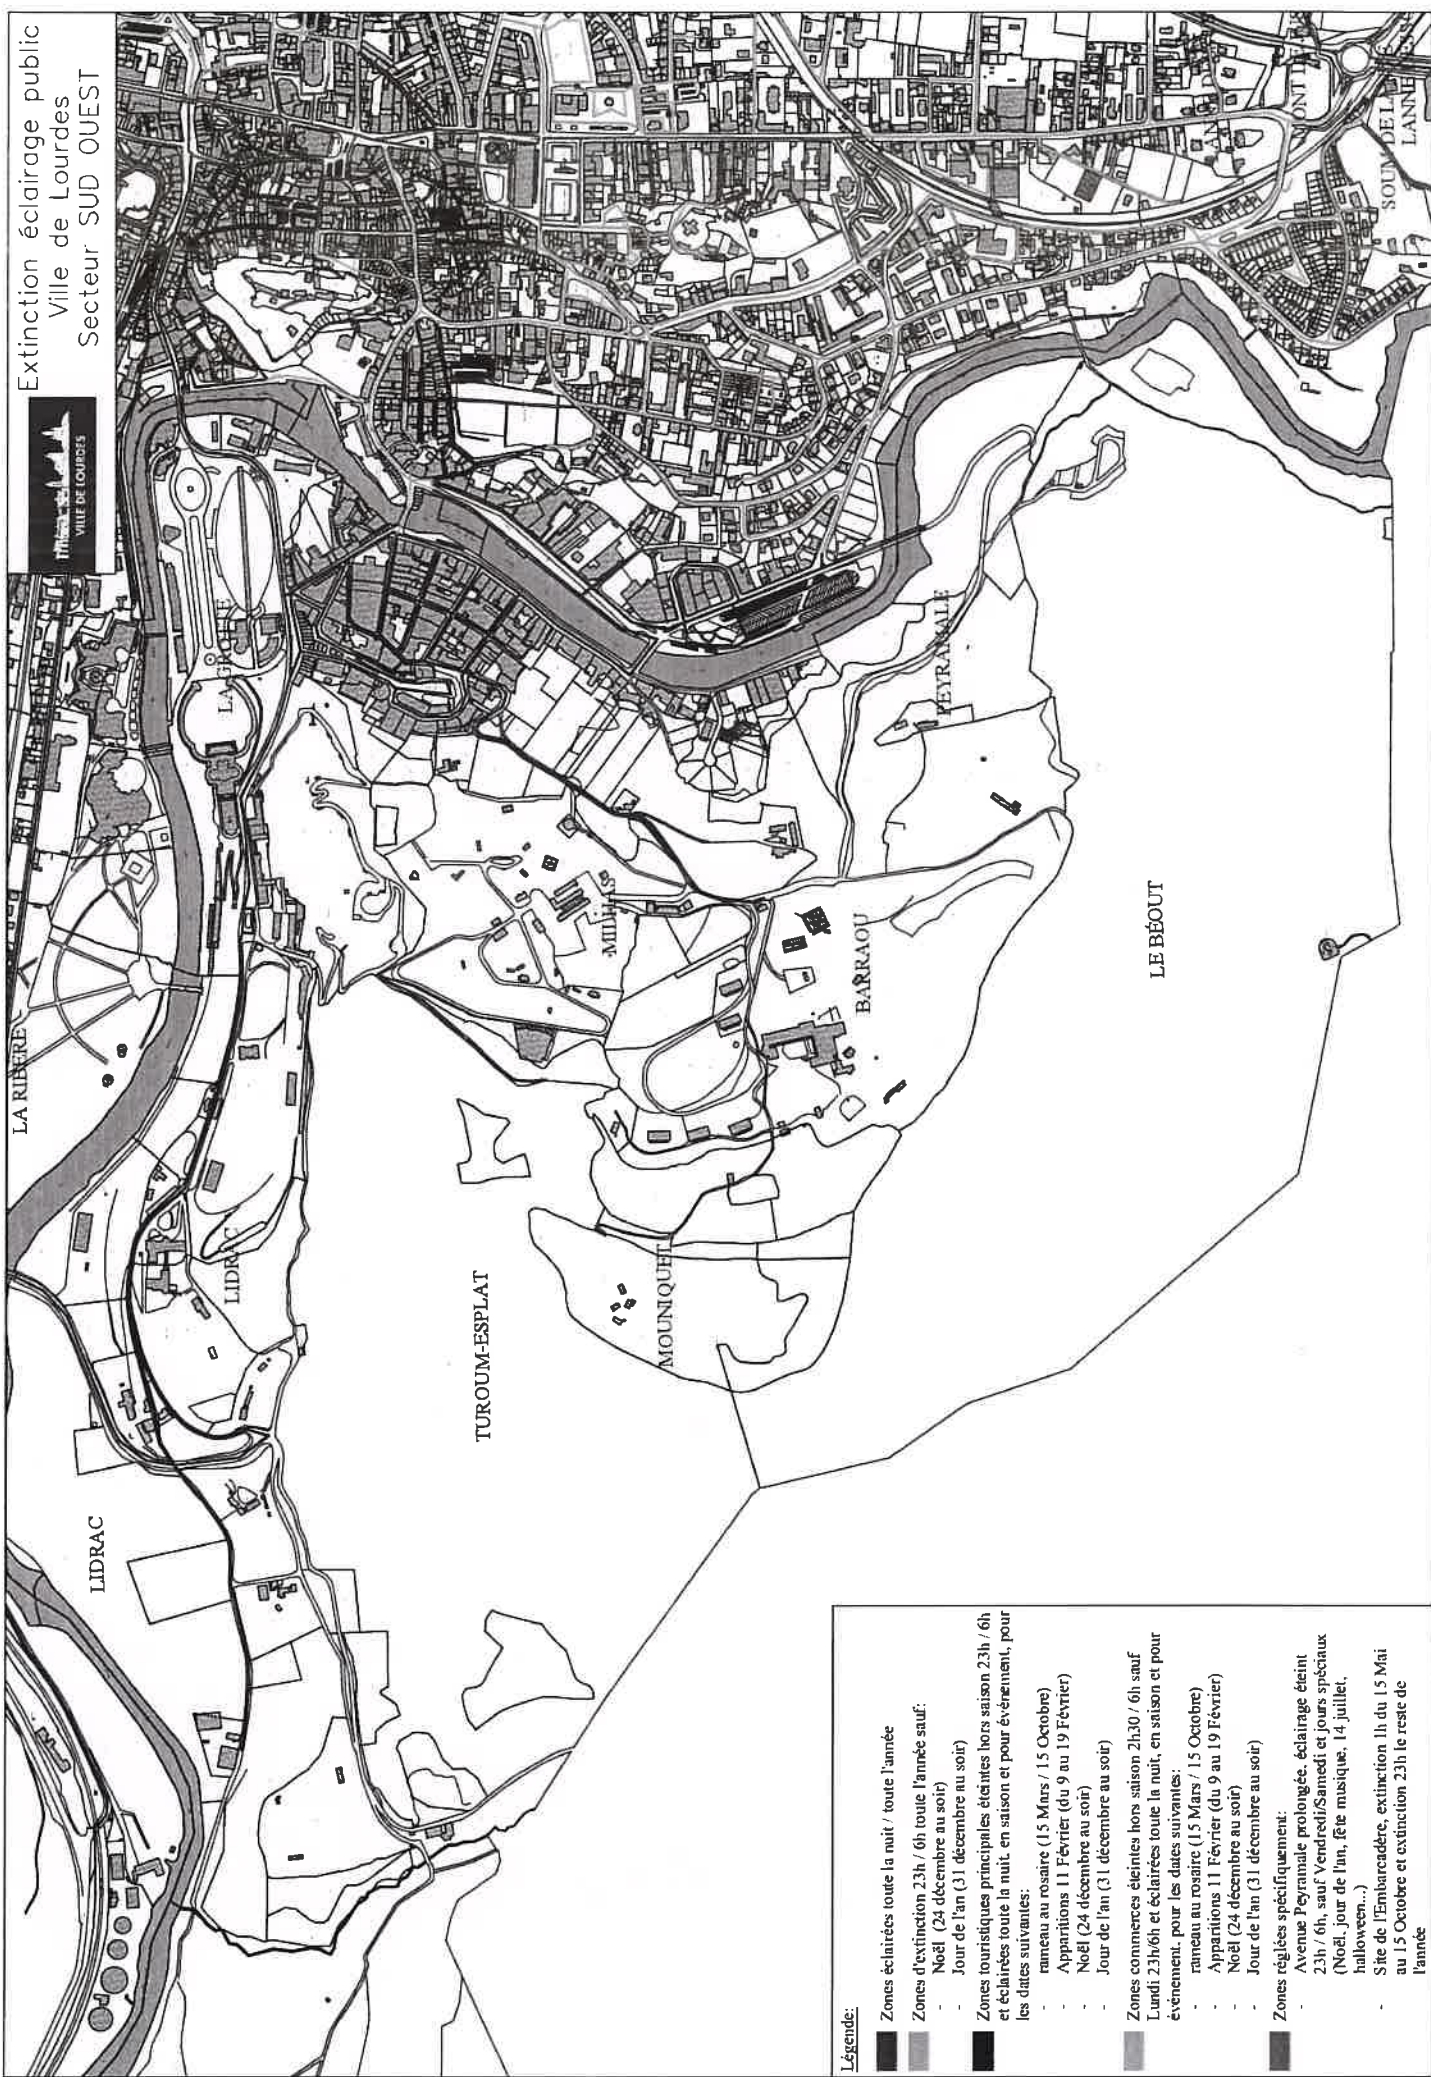 Extinction éclairage public
Ville de Lourdes
Secteur SUD OUEST
VILLE DE LOURDES
LA RIBERE
LIDRAC
LIDRAC
TUROUM-ESPLAT
MOUNIQUET
BARRAOU
PEYRAMALE
LE BÉOUT
SOUM DE LA
LANNE
Légende:
Zones éclairées toute la nuit / toute l'année
Zones d'extinction 23h / 6h toute l'année sauf:
- Noël (24 décembre au soir)
- Jour de l'an (31 décembre au soir)
Zones touristiques principales éteintes hors saison 23h / 6h
et éclairées toute la nuit en saison et pour événement, pour
les dates suivantes:
- rameau au rosaire (15 Mars / 15 Octobre)
- Apparitions 11 Février (du 9 au 19 Février)
- Noël (24 décembre au soir)
- Jour de l'an (31 décembre au soir)
Zones commerces éteintes hors saison 2h30 / 6h sauf
Lundi 23h/6h et éclairées toute la nuit, en saison et pour
événement, pour les dates suivantes:
- rameau au rosaire (15 Mars / 15 Octobre)
- Apparitions 11 Février (du 9 au 19 Février)
- Noël (24 décembre au soir)
- Jour de l'an (31 décembre au soir)
Zones réglées spécifiquement:
- Avenue Peyramale prolongée, éclairage éteint
23h / 6h, sauf Vendredi/Samedi et jours spéciaux
(Noël, jour de l'an, fête musique, 14 juillet,
halloween...)
- Site de l'Embarcadère, extinction 1h du 15 Mai
au 15 Octobre et extinction 23h le reste de
l'année